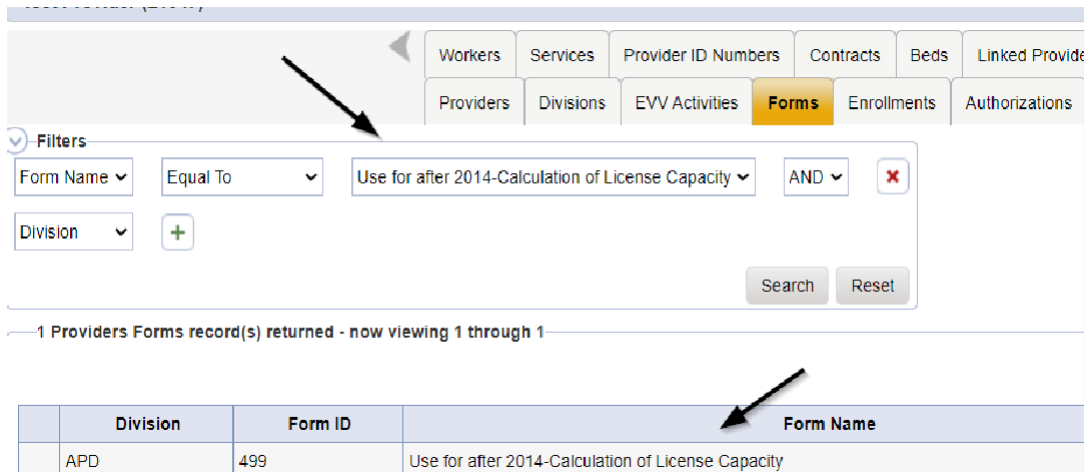 Workers Services Provider ID Numbers Contracts Beds Linked Provide
Providers Divisions EVV Activities Forms Enrollments Authorizations
Filters
Form Name Equal To Use for after 2014-Calculation of License Capacity AND
Division
Search Reset
1 Providers Forms record(s) returned - now viewing 1 through 1
Division Form ID Form Name
APD 499 Use for after 2014-Calculation of License Capacity